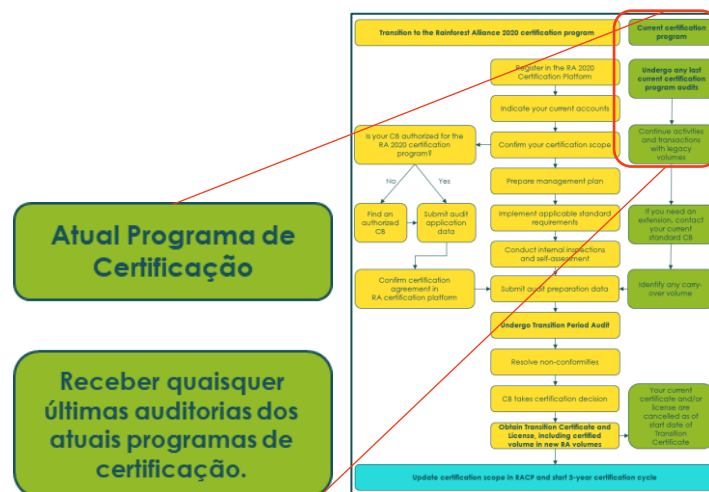 Transition to the Rainforest Alliance 2020 certification program
Current certification
program
Register in the RA 2020
Certification Platform
Undergo any last
current certification
program audits
Indicate your current accounts
Is your CB authorized for the
RA 2020 certification
program?
Confirm your certification scope
Continue activities
and transactions
with legacy
volumes
No
Yes
Prepare management plan
Find an
authorized
CB
Submit audit
application
data
Implement applicable standard
requirements
If you need an
extension, contact
your current
standard CB
Conduct internal inspections
and self-assessment
Confirm certification
agreement in
RA certification platform
Submit audit preparation data
Identify any carry-
over volume
Undergo Transition Period Audit
Resolve non-conformities
CB takes certification decision
Your current
certificate and/or
license are
cancelled as of
start date of
Transition
Certificate
Obtain Transition Certificate and
License, including certified
volume in new RA volumes
Update certification scope in RACP and start 3-year certification cycle
Atual Programa de
Certificação
Receber quaisquer
últimas auditorias dos
atuais programas de
certificação.